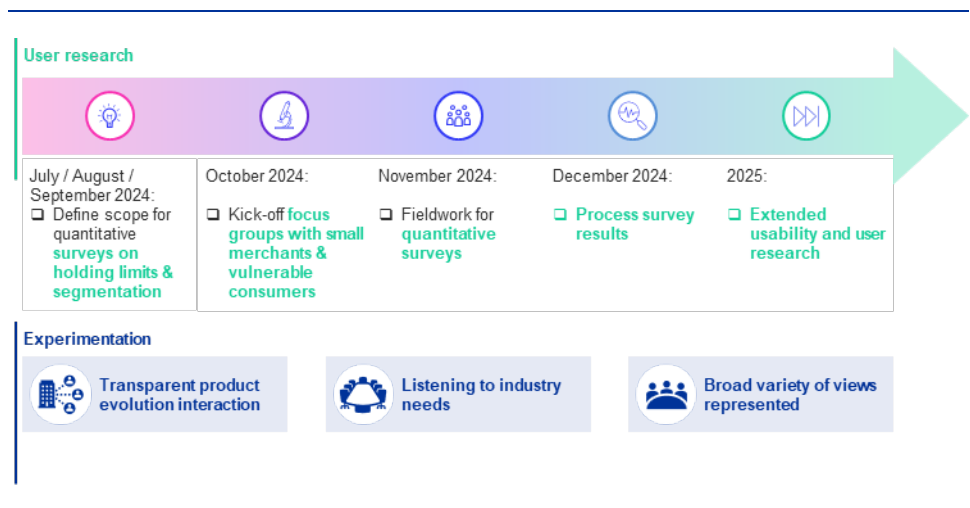 User research
July / August /
September 2024:
❑ Define scope for
quantitative
surveys on
holding limits &
segmentation
October 2024:
❑ Kick-off focus
groups with small
merchants &
vulnerable
consumers
November 2024:
❑ Fieldwork for
quantitative
surveys
December 2024:
❑ Process survey
results
2025:
❑ Extended
usability and user
research
Experimentation
Transparent product
evolution interaction
Listening to industry
needs
Broad variety of views
represented